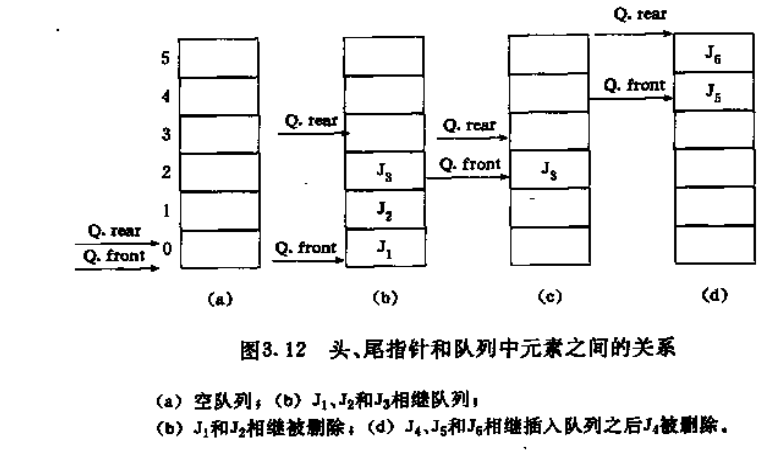 Q. rear
5
J₆
4
Q. front
J₅
Q. rear
3
Q. rear
2
J₃
Q. front
J₃
1
J₂
Q. rear
0
Q. front
Q. front
J₁
(a) (b) (c) (d)
图3.12 头、尾指针和队列中元素之间的关系
(a) 空队列；(b) J₁、J₂和J₃相继队列；
(b) J₁和J₂相继被删除；(d) J₄、J₅和J₆相继插入队列之后J₄被删除。